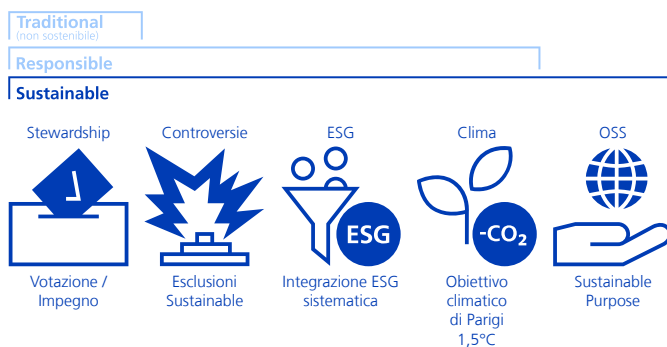 Traditional
(non sostenibile)
Responsible
Sustainable
Stewardship
Controversie
ESG
Clima
OSS
ESG
-CO₂
Votazione /
Impegno
Esclusioni
Sustainable
Integrazione ESG
sistematica
Obiettivo
climatico
di Parigi
1,5°C
Sustainable
Purpose